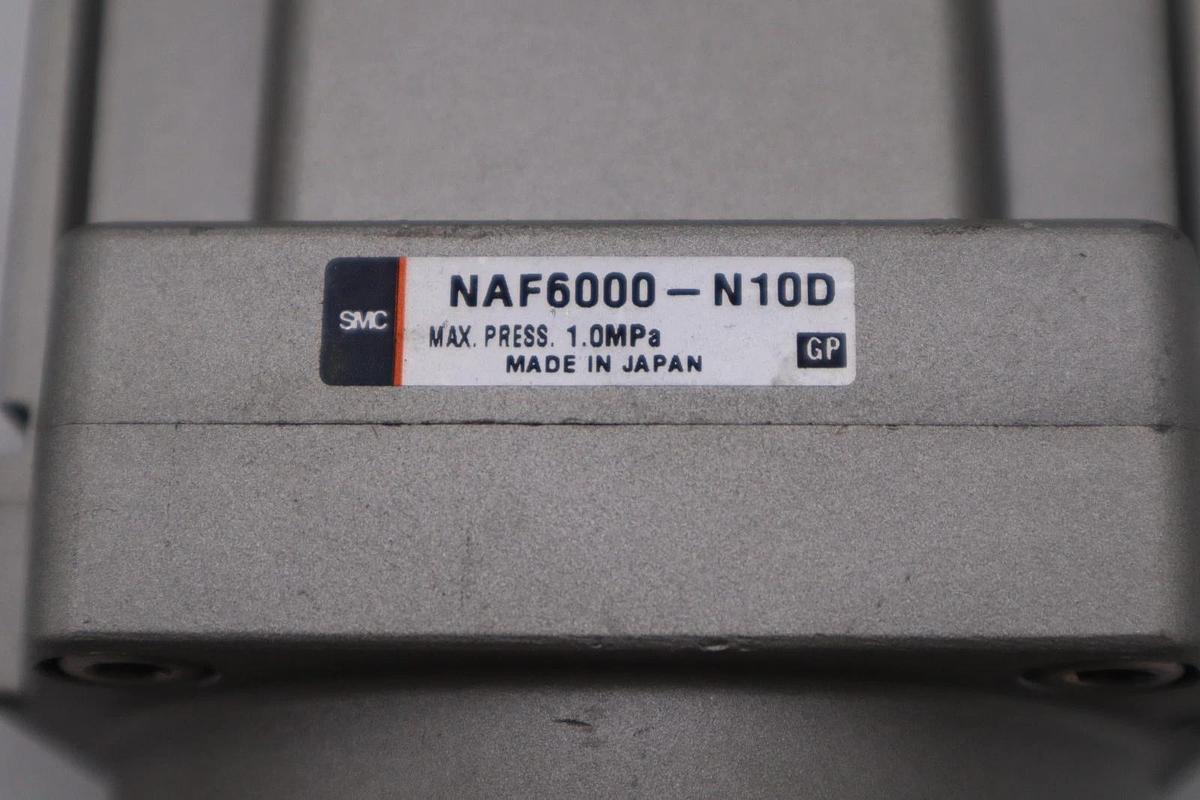 SMC
NAF6000-N10D
MAX. PRESS. 1.0MPa
MADE IN JAPAN
GP